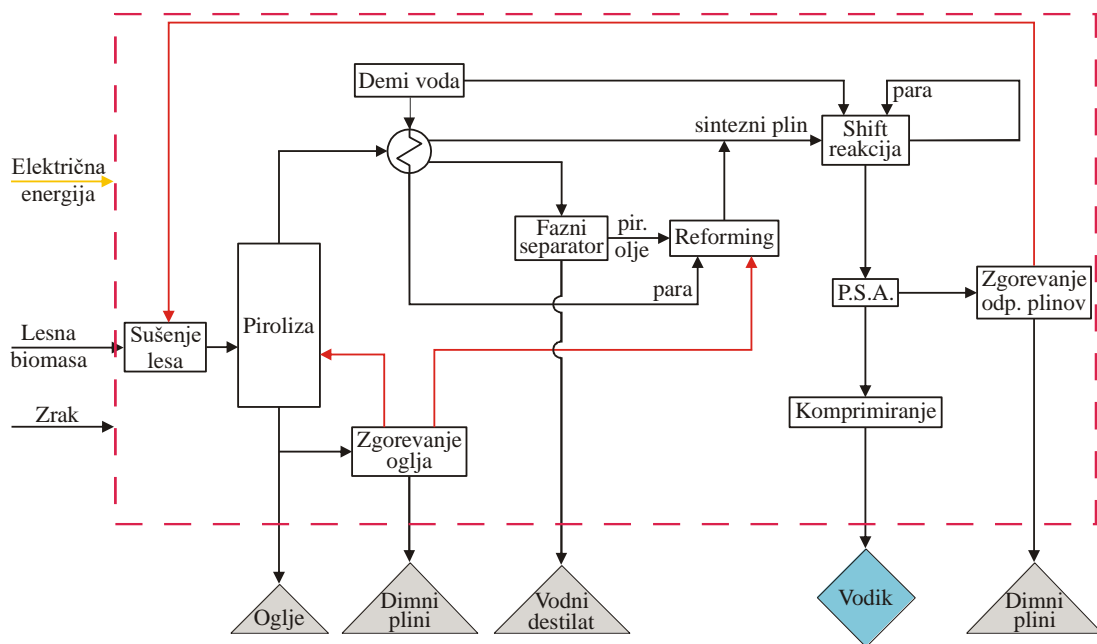 Demi voda
para
sintezni plin
Shift
reakcija
Električna
energija
Fazni
separator
pir.
olje
Reforming
para
P.S.A.
Zgorevanje
odp. plinov
Lesna
biomasa
Sušenje
lesa
Piroliza
Zrak
Komprimiranje
Zgorevanje
oglja
Oglje
Dimni
plini
Vodni
destilat
Vodik
Dimni
plini